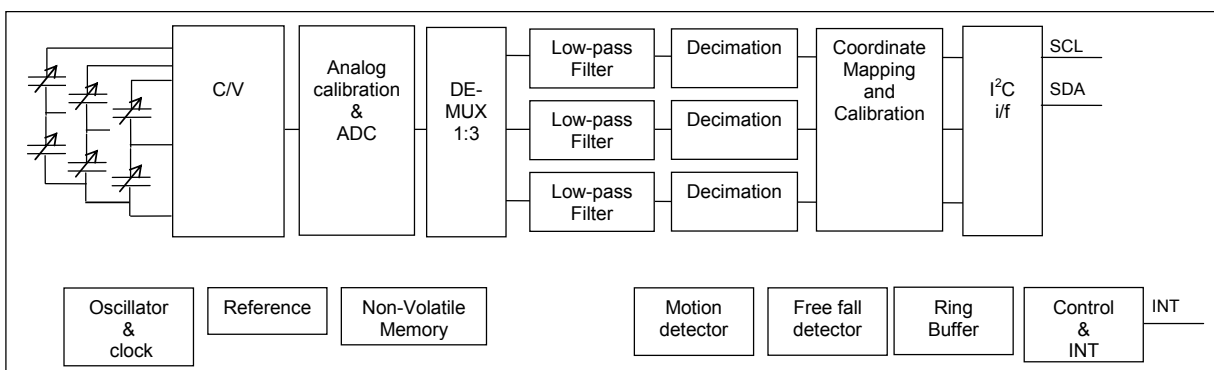 C/V
Analog
calibration
&
ADC
DE-
MUX
1:3
Low-pass
Filter
Decimation
Low-pass
Filter
Decimation
Low-pass
Filter
Decimation
Coordinate
Mapping
and
Calibration
I²C
i/f
SCL
SDA
Oscillator
&
clock
Reference
Non-Volatile
Memory
Motion
detector
Free fall
detector
Ring
Buffer
Control
&
INT
INT